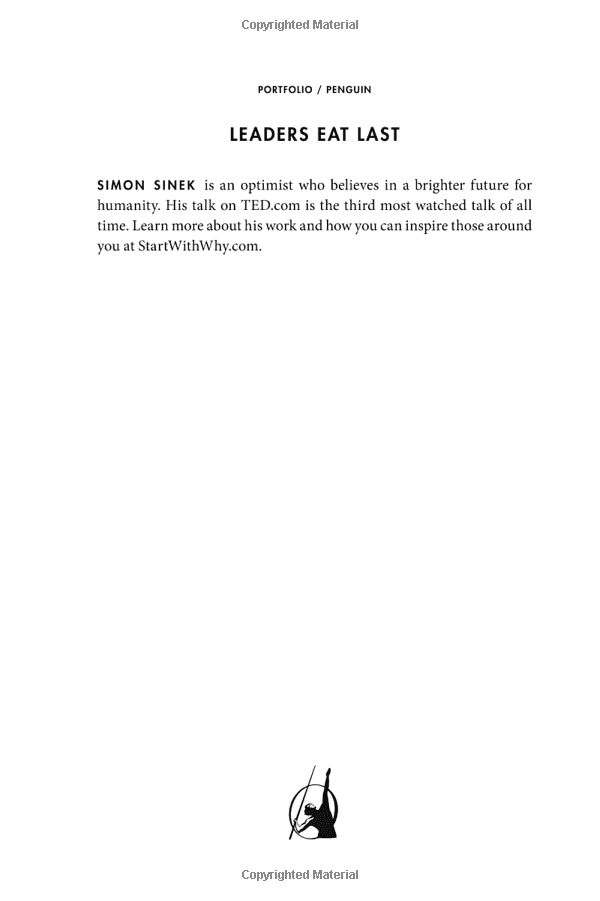 Copyrighted Material
PORTFOLIO / PENGUIN
LEADERS EAT LAST
SIMON SINEK is an optimist who believes in a brighter future for
humanity. His talk on TED.com is the third most watched talk of all
time. Learn more about his work and how you can inspire those around
you at StartWithWhy.com.
Copyrighted Material